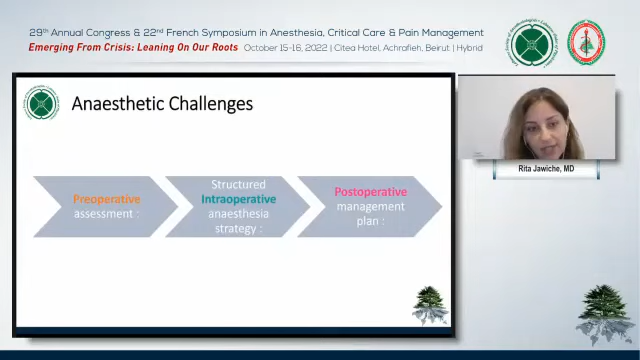 29th Annual Congress & 22nd French Symposium in Anesthesia, Critical Care & Pain Management
Emerging From Crisis: Leaning On Our Roots October 15-16, 2022 | Citea Hotel, Achrafieh, Beirut | Hybrid
Anaesthetic Challenges
Preoperative
assessment :
Structured
Intraoperative
anaesthesia
strategy :
Postoperative
management
plan :
Rita Jawiche, MD